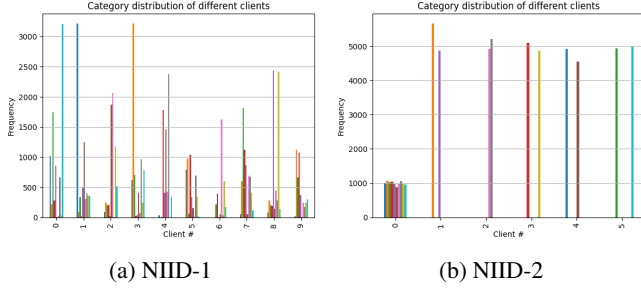 Category distribution of different clients
Frequency
3000
2500
2000
1500
1000
500
0
0 1 2 3 4 5 6 7 8 9
Client #
(a) NIID-1
Category distribution of different clients
Frequency
5000
4000
3000
2000
1000
0
0 1 2 3 4 5
Client #
(b) NIID-2